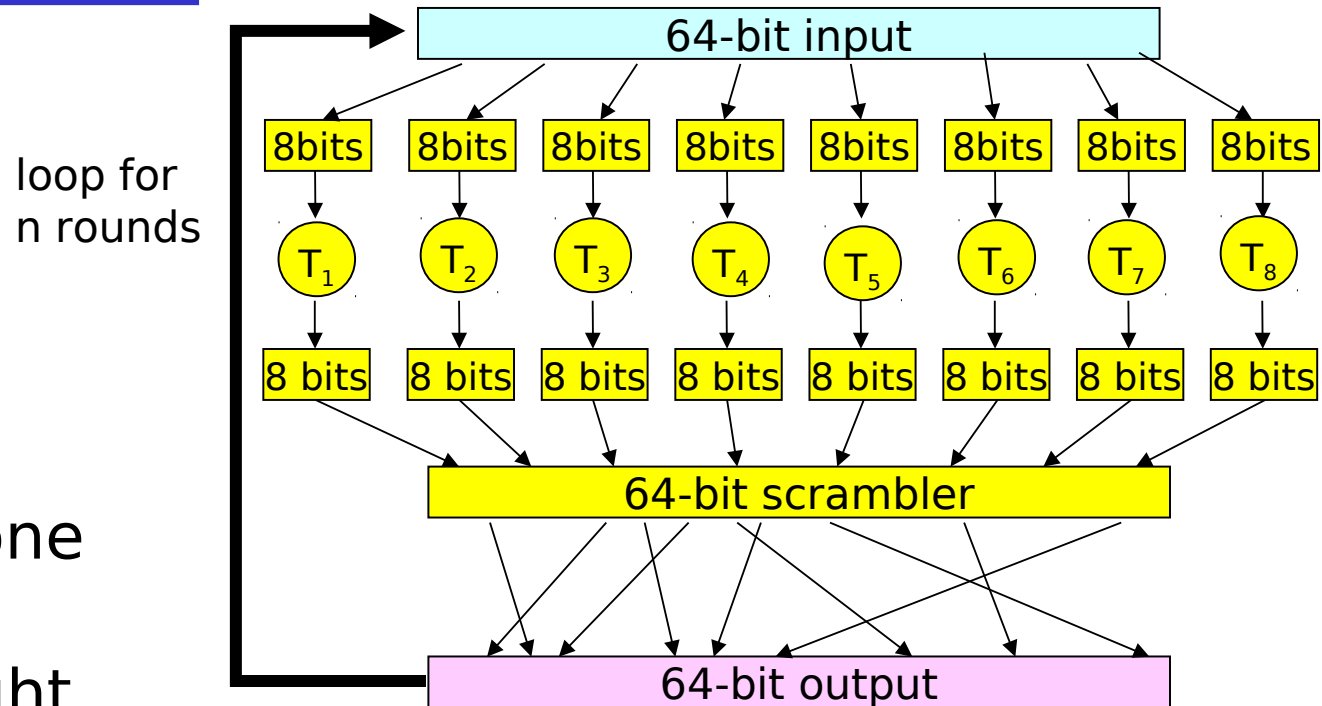 64-bit input
8bits 8bits 8bits 8bits 8bits 8bits 8bits 8bits
loop for
n rounds
T1 T2 T3 T4 T5 T6 T7 T8
8 bits 8 bits 8 bits 8 bits 8 bits 8 bits 8 bits 8 bits
64-bit scrambler
one
ght
64-bit output